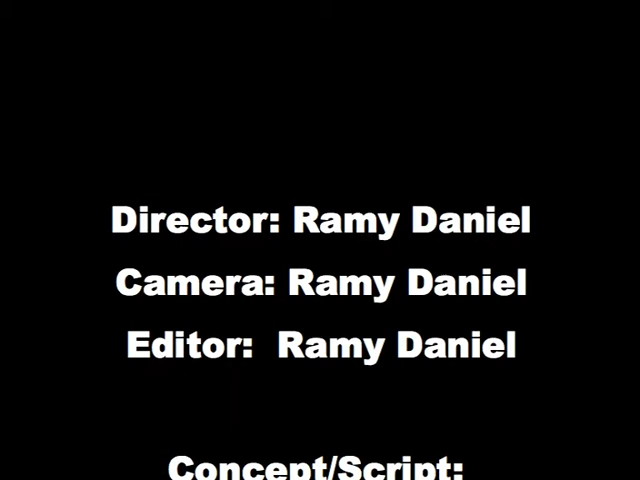 Director: Ramy Daniel
Camera: Ramy Daniel
Editor:  Ramy Daniel
Concept/Script: